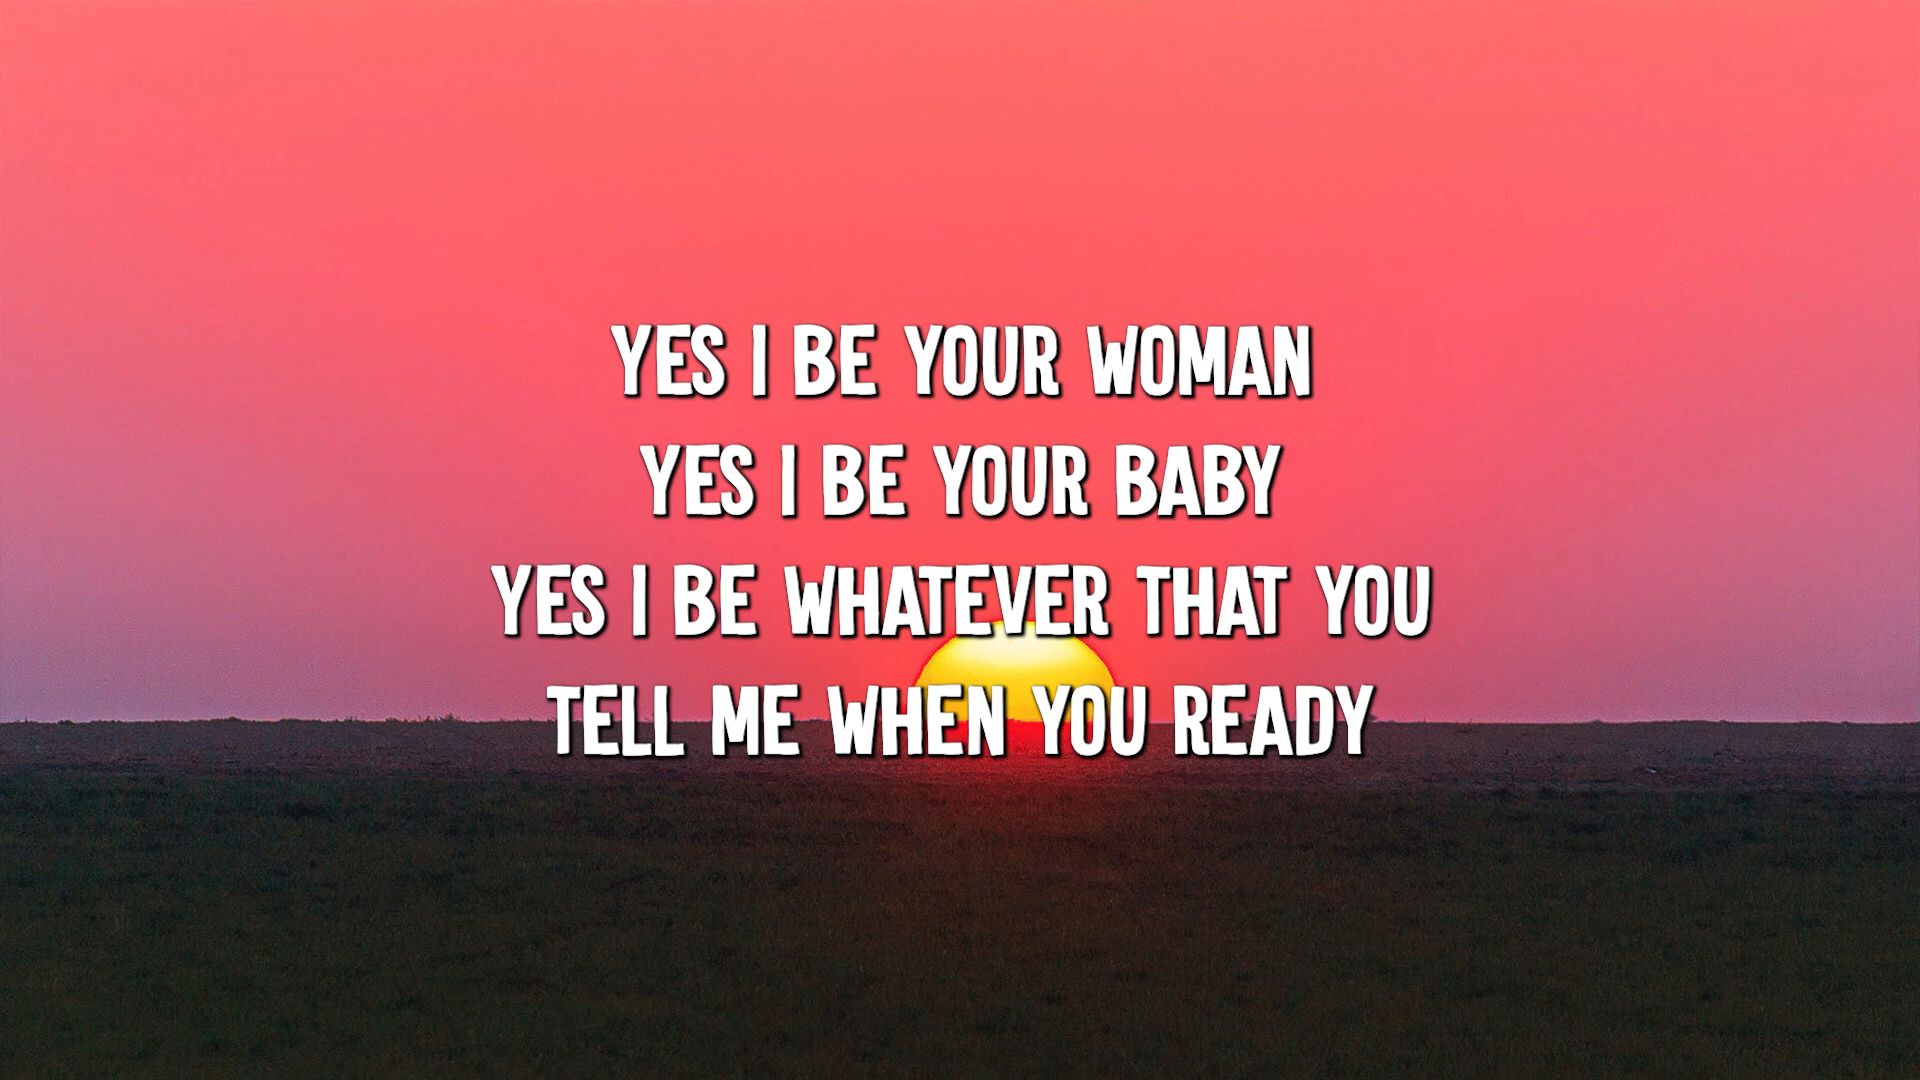 YES I BE YOUR WOMAN
YES I BE YOUR BABY
YES I BE WHATEVER THAT YOU
TELL ME WHEN YOU READY